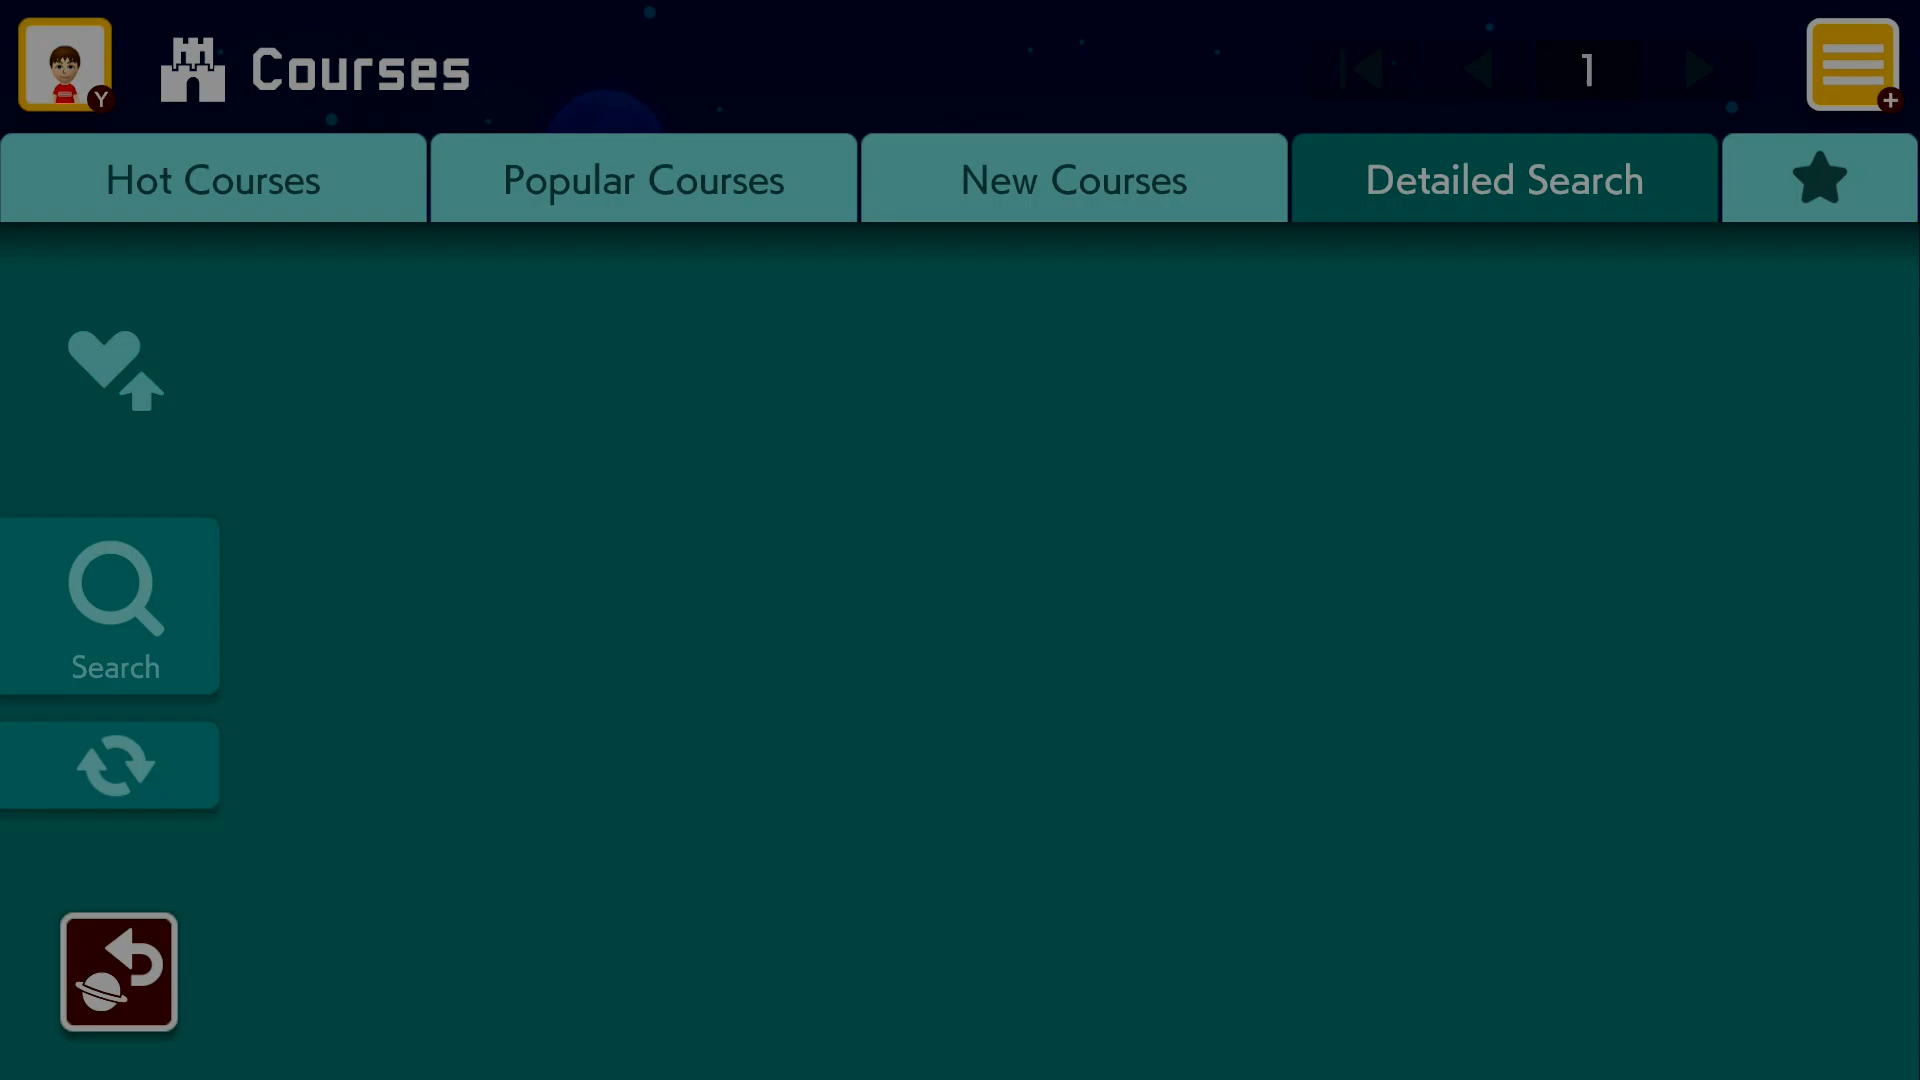 Y
Courses
1
+
Hot Courses
Popular Courses
New Courses
Detailed Search
Search